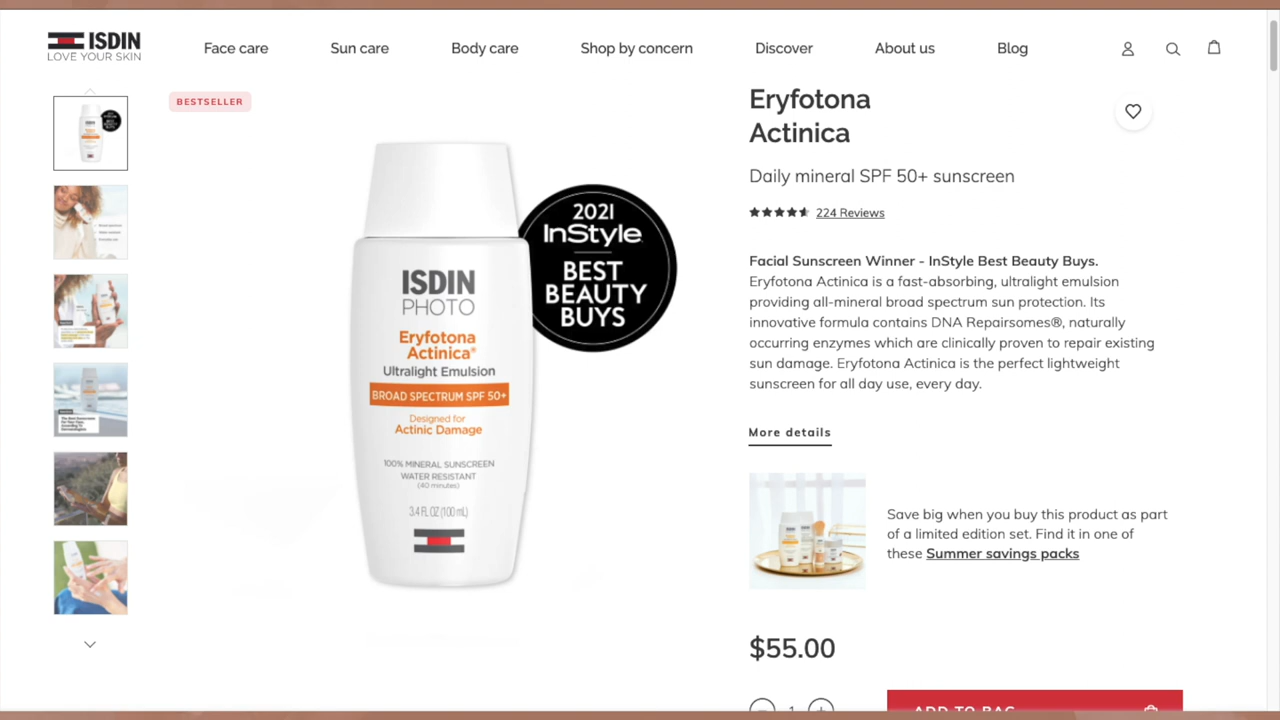 ISDIN
LOVE YOUR SKIN
Face care
Sun care
Body care
Shop by concern
Discover
About us
Blog
BESTSELLER
2021
InStyle
BEST
BEAUTY
BUYS
ISDIN
PHOTO
Eryfotona
Actinica®
Ultralight Emulsion
BROAD SPECTRUM SPF 50+
Designed for
Actinic Damage
100% MINERAL SUNSCREEN
WATER RESISTANT
(40 minutes)
3.4 FL OZ (100 mL)
Eryfotona
Actinica
Daily mineral SPF 50+ sunscreen
224 Reviews
Facial Sunscreen Winner - InStyle Best Beauty Buys.
Eryfotona Actinica is a fast-absorbing, ultralight emulsion
providing all-mineral broad spectrum sun protection. Its
innovative formula contains DNA Repairsomes®, naturally
occurring enzymes which are clinically proven to repair existing
sun damage. Eryfotona Actinica is the perfect lightweight
sunscreen for all day use, every day.
More details
Save big when you buy this product as part
of a limited edition set. Find it in one of
these Summer savings packs
$55.00
1
ADD TO BAG